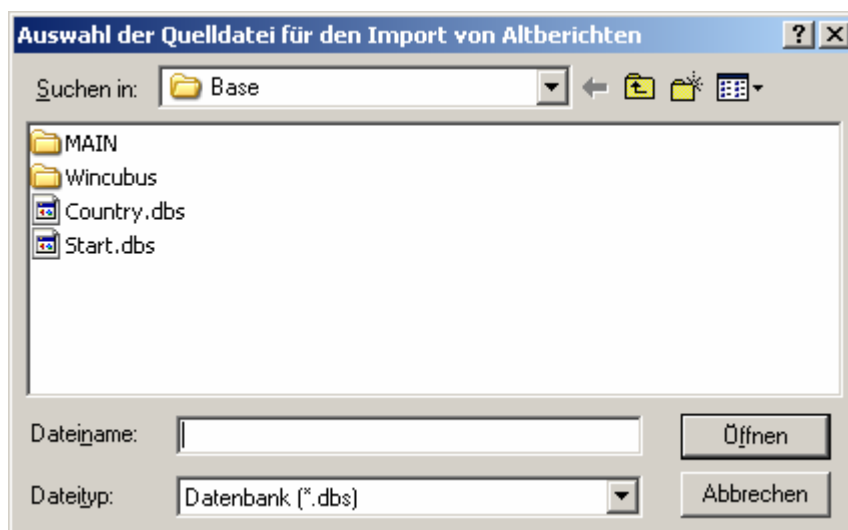 Auswahl der Quelldatei für den Import von Altberichten
Suchen in: Base
MAIN
Wincubus
Country.dbs
Start.dbs
Dateiname: Öffnen
Dateityp: Datenbank (*.dbs) Abbrechen